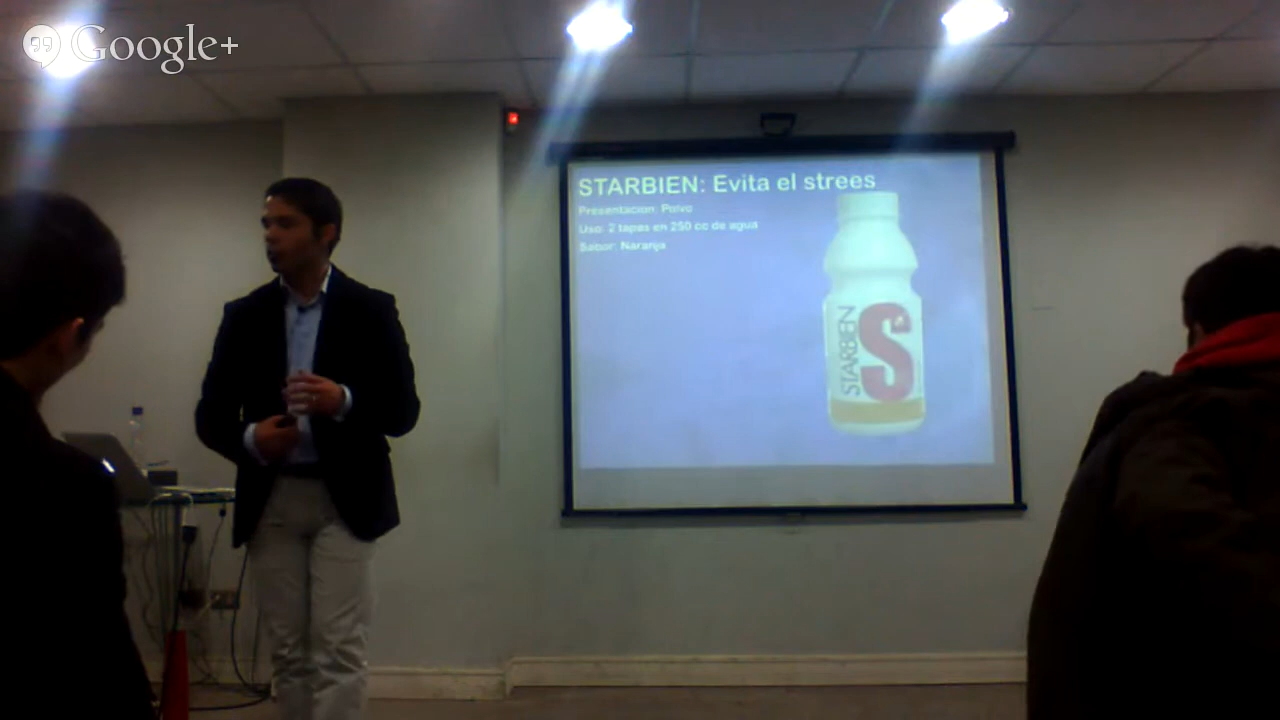 Google+
STARBIEN: Evita el strees
Presentacion: Polvo
Uso: 2 tapas en 250 cc de agua
Sabor: Naranja
STARBIEN
S